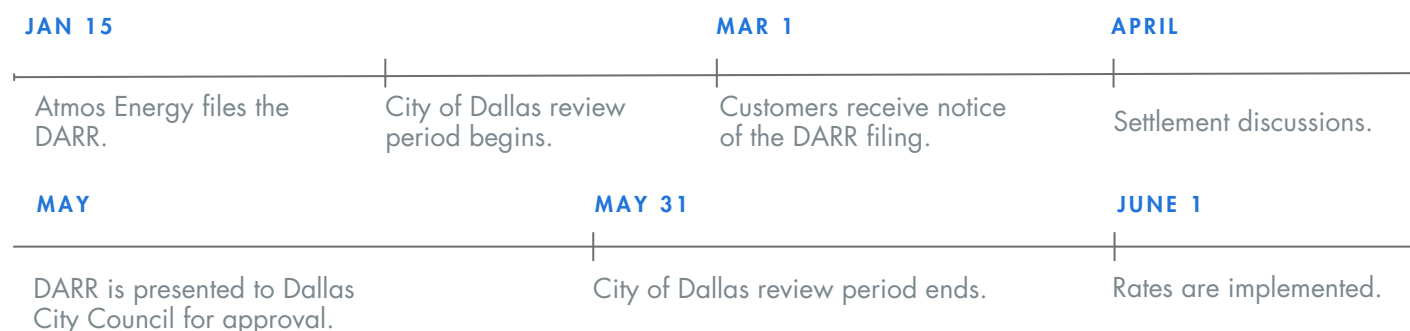 JAN 15
MAR 1
APRIL
Atmos Energy files the
DARR.
City of Dallas review
period begins.
Customers receive notice
of the DARR filing.
Settlement discussions.
MAY
MAY 31
JUNE 1
DARR is presented to Dallas
City Council for approval.
City of Dallas review period ends.
Rates are implemented.